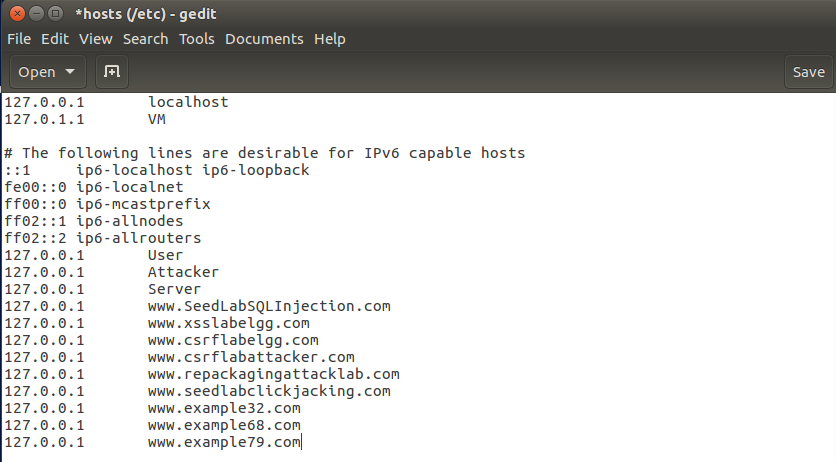 *hosts (/etc) - gedit
File Edit View Search Tools Documents Help
Open Save
127.0.0.1 localhost
127.0.1.1 VM
# The following lines are desirable for IPv6 capable hosts
::1 ip6-localhost ip6-loopback
fe00::0 ip6-localnet
ff00::0 ip6-mcastprefix
ff02::1 ip6-allnodes
ff02::2 ip6-allrouters
127.0.0.1 User
127.0.0.1 Attacker
127.0.0.1 Server
127.0.0.1 www.SeedLabSQLInjection.com
127.0.0.1 www.xsslabelgg.com
127.0.0.1 www.csrflabelgg.com
127.0.0.1 www.csrflabattacker.com
127.0.0.1 www.repackagingattacklab.com
127.0.0.1 www.seedlabclickjacking.com
127.0.0.1 www.example32.com
127.0.0.1 www.example68.com
127.0.0.1 www.example79.com